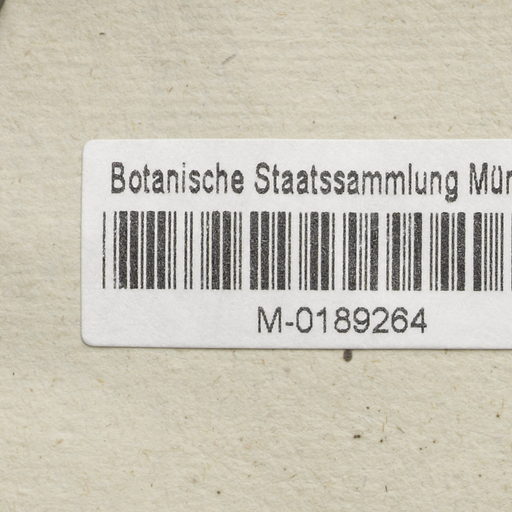 Botanische Staatssammlung Mün
M-0189264